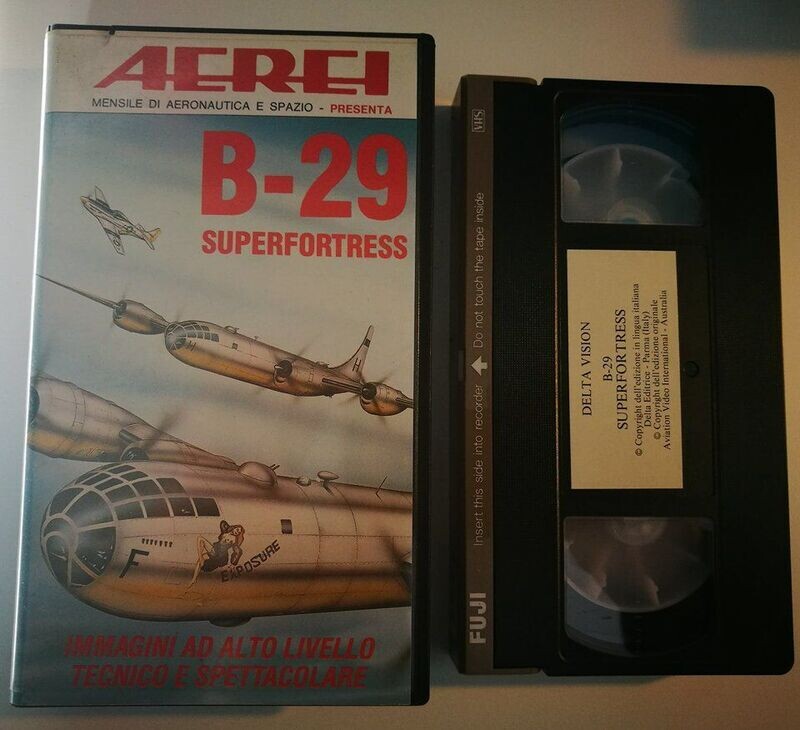 AEREI
MENSILE DI AERONAUTICA E SPAZIO - PRESENTA
B-29
SUPERFORTRESS
H
F
EXPOSURE
IMMAGINI AD ALTO LIVELLO
TECNICO E SPETTACOLARE
VHS
Insert this side into recorder Do not touch the tape inside
FUJI
DELTA VISION
B-29
SUPERFORTRESS
© Copyright dell'edizione in lingua italiana
Delta Editrice - Parma (Italy)
© Copyright dell'edizione originale
Aviation Video International - Australia